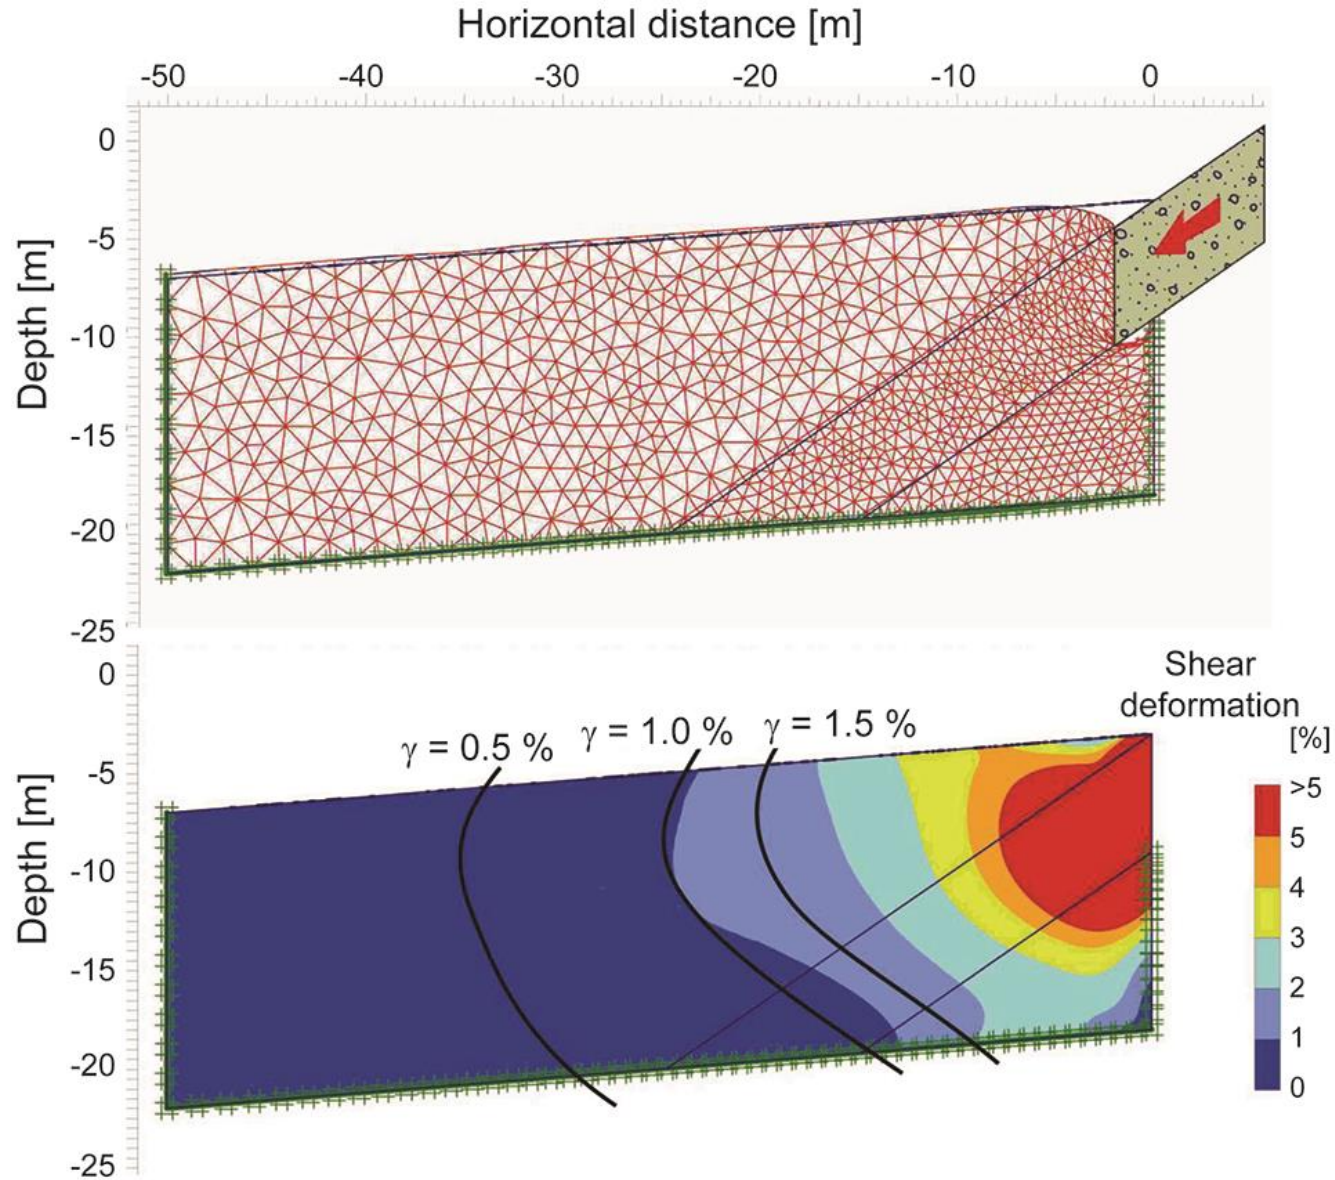 Horizontal distance [m]
-50 -40 -30 -20 -10 0
Depth [m]
0
-5
-10
-15
-20
-25
Shear
deformation
[%]
γ = 0.5 % γ = 1.0 % γ = 1.5 %
Depth [m]
0
-5
-10
-15
-20
-25
>5
5
4
3
2
1
0